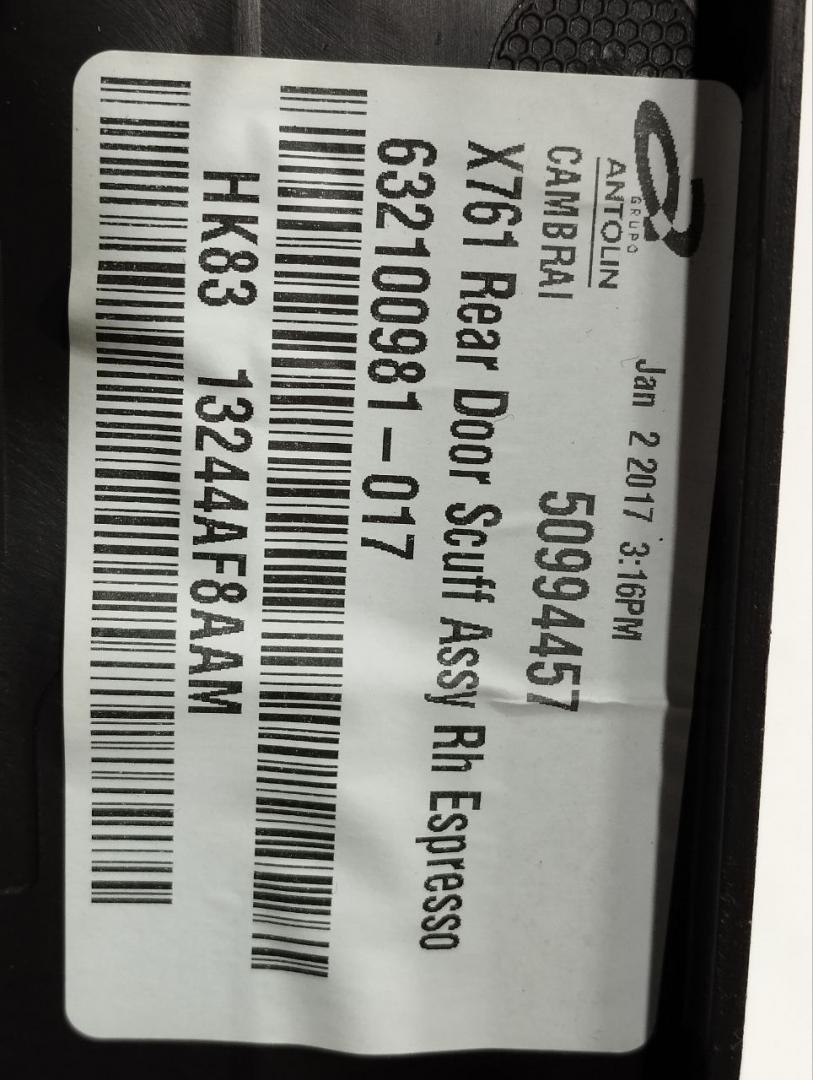 GRUPO
ANTOLIN
Jan 2 2017 3:16PM
CAMBRAI
50994457
X761 Rear Door Scuff Assy Rh Espresso
632100981-017
HK83 13244AF8AAM